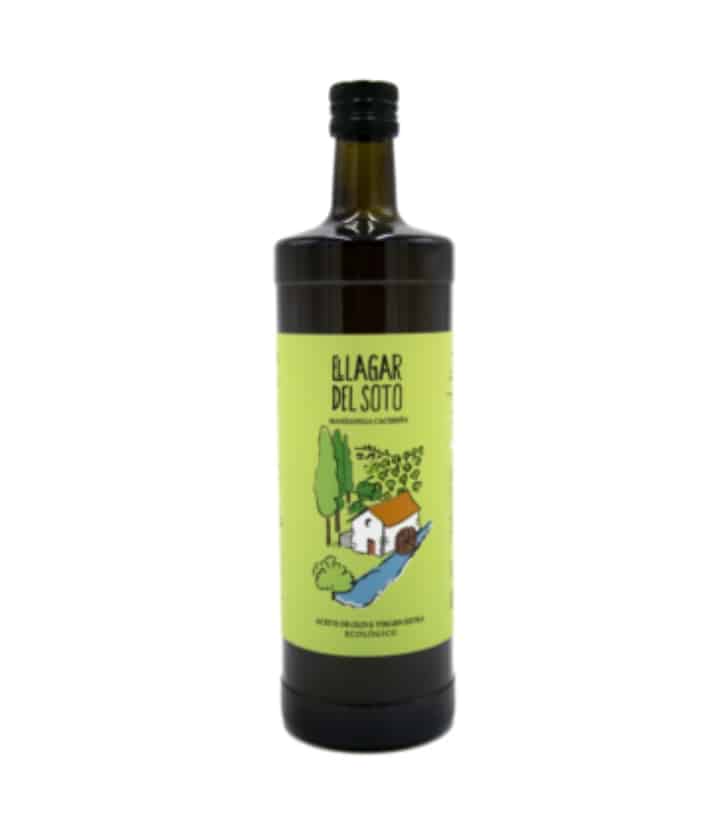 EL LAGAR
DEL SOTO
MANZANILLA CACEREÑA
ACEITE DE OLIVA VIRGEN EXTRA
ECOLÓGICO